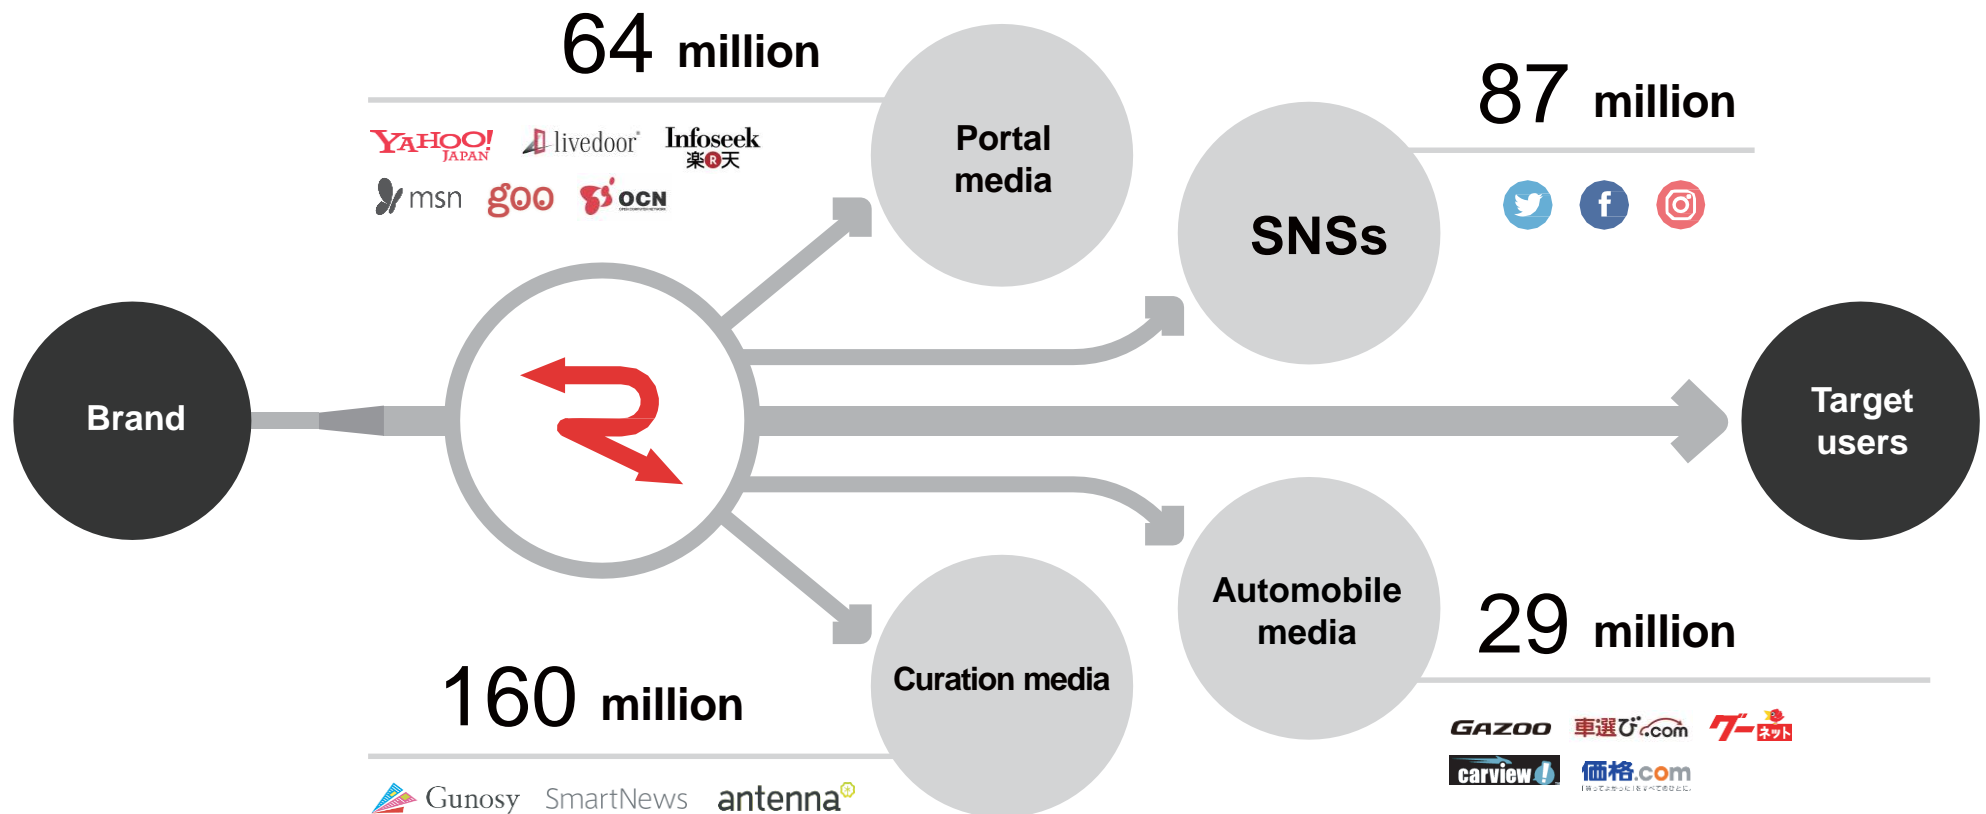 64 million
YAHOO!
JAPAN
livedoor
Infoseek
楽R天
msn
goo
OCN
Portal
media
SNSs
87 million
Brand
Target
users
160 million
Gunosy
SmartNews
antenna
Curation media
Automobile
media
29 million
GAZOO
車選び.com
グーネット
carview!
価格.com